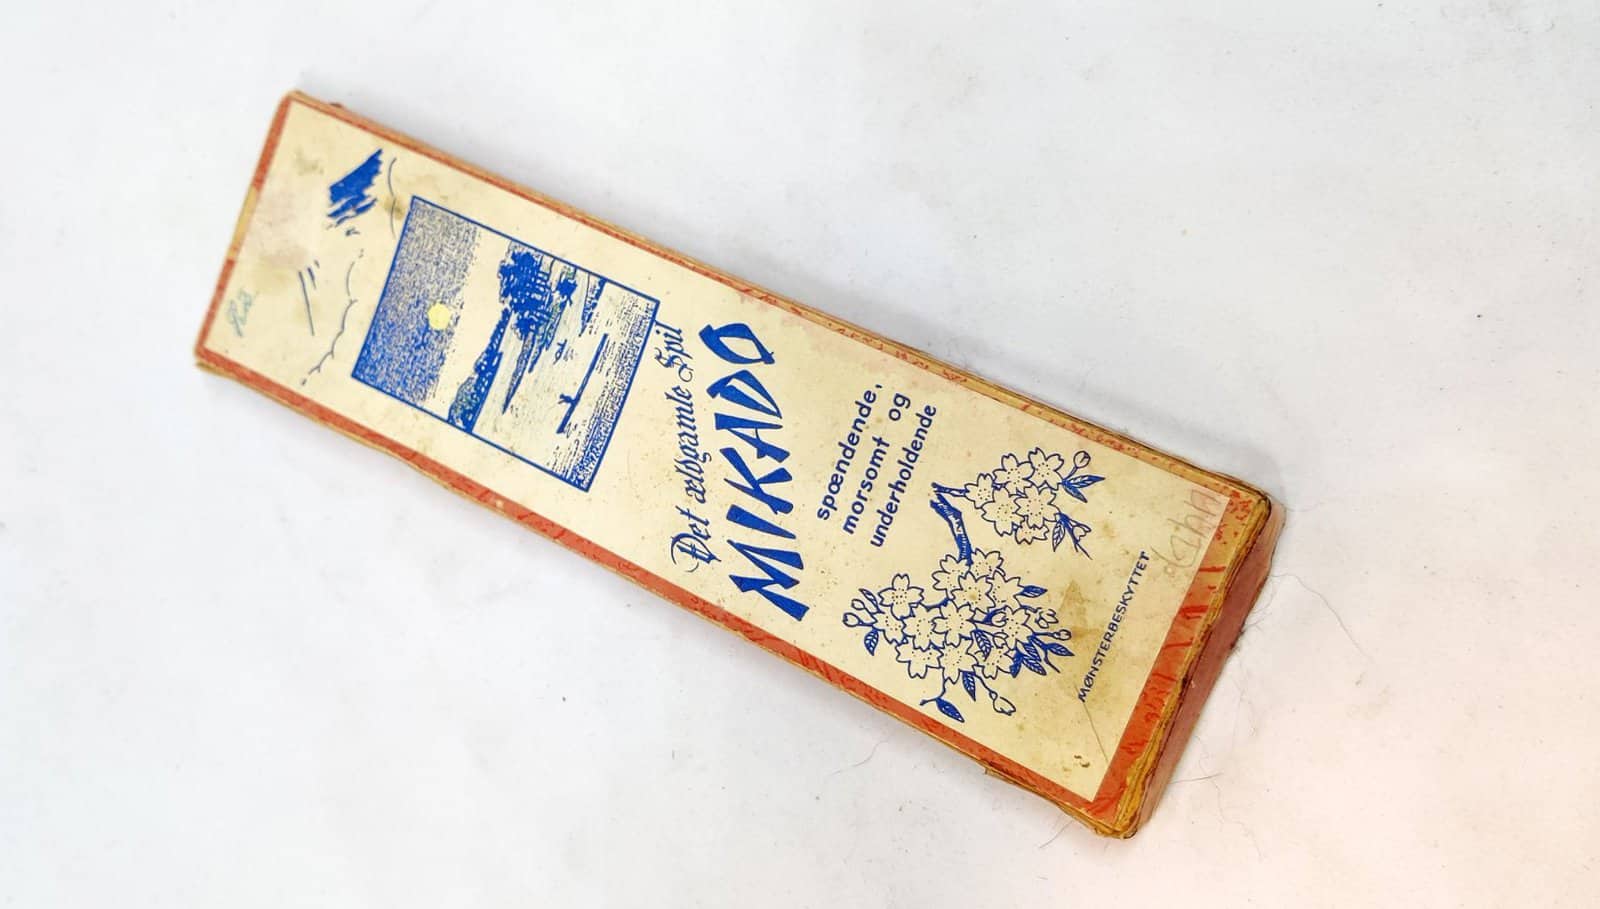 Det ældgamle Spil
MIKADO
spændende,
morsomt og
underholdende
MØNSTERBESKYTTET